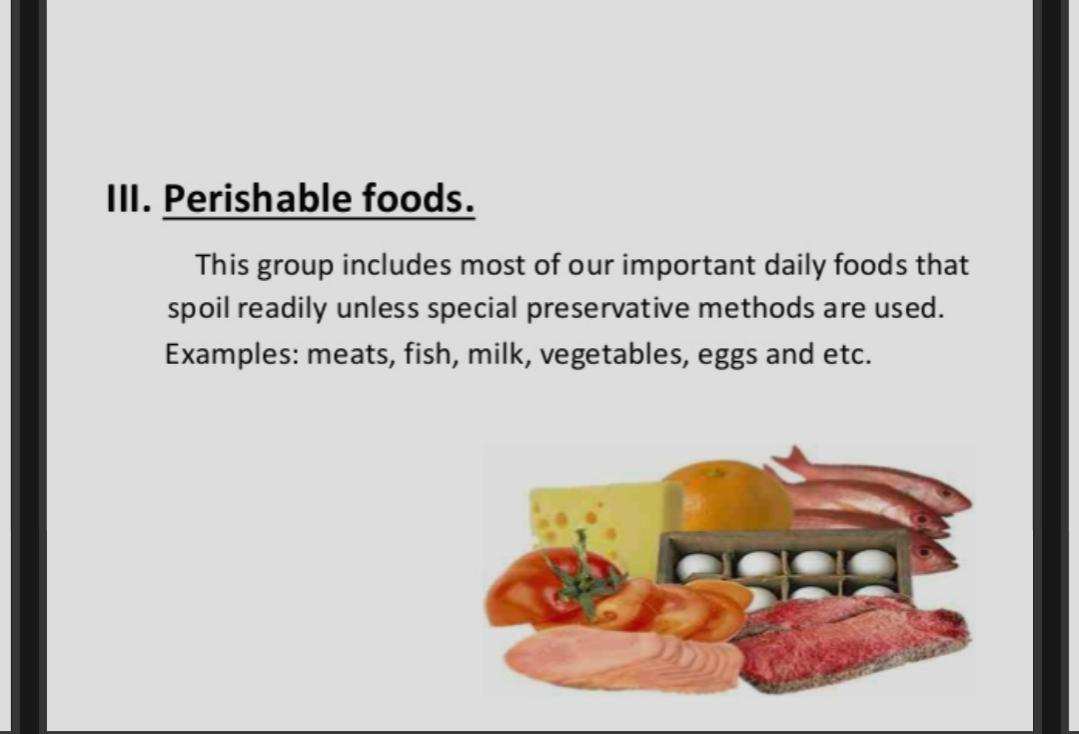 III. Perishable foods.
This group includes most of our important daily foods that
spoil readily unless special preservative methods are used.
Examples: meats, fish, milk, vegetables, eggs and etc.